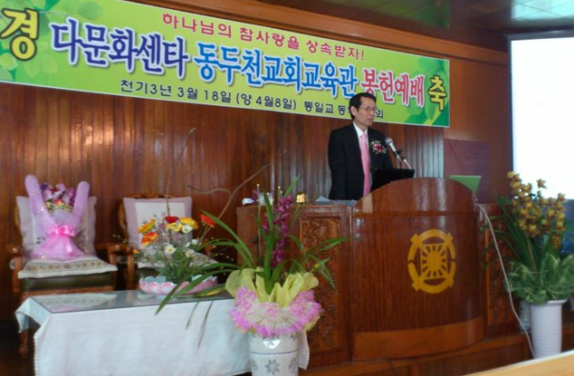 하나님의 참사랑을 상속받자!
경 다문화센타 동두천교회교육관 봉헌예배 축
천기3년 3월 18일 (양 4월8일) 통일교 동 회